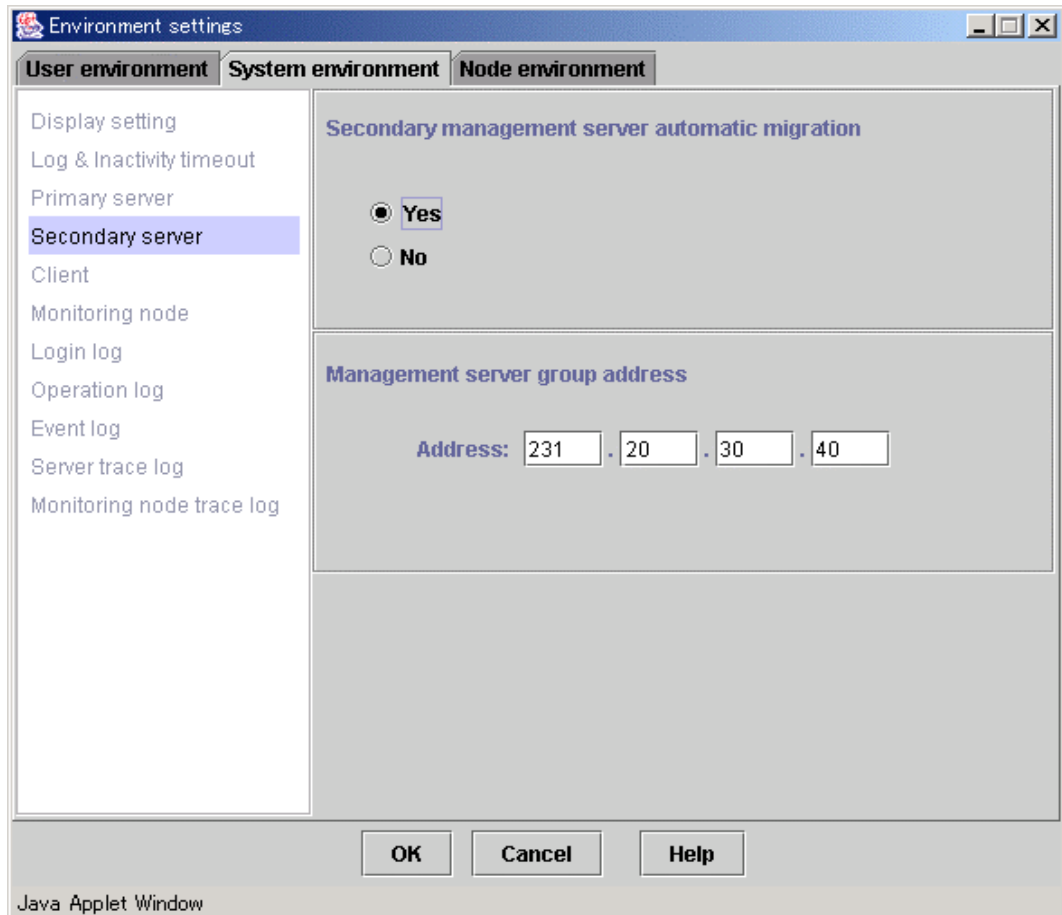 Environment settings
User environment System environment Node environment
Display setting
Log & Inactivity timeout
Primary server
Secondary server
Client
Monitoring node
Login log
Operation log
Event log
Server trace log
Monitoring node trace log
Secondary management server automatic migration
Yes
No
Management server group address
Address: 231 . 20 . 30 . 40
OK Cancel Help
Java Applet Window